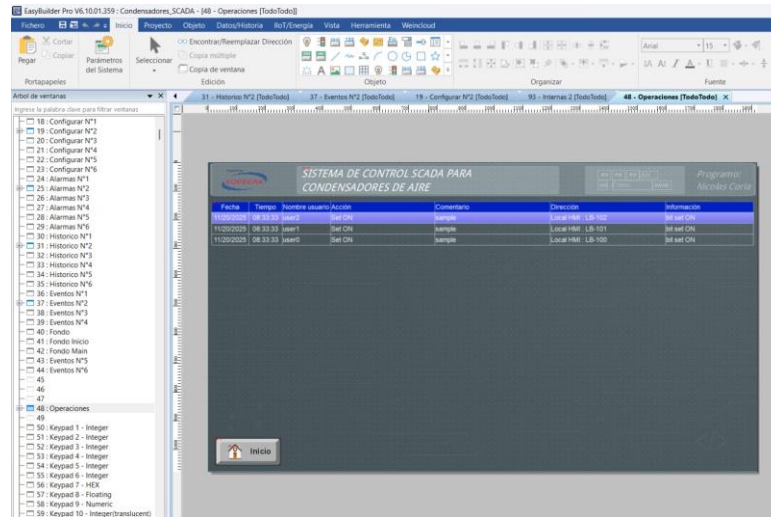 EasyBuilder Pro V6.10.01.359 : Condensadores_SCADA - [48 - Operaciones [TodoTodo]]
Fichero Inicio Proyecto Objeto Datos/Historia IIoT/Energía Vista Herramienta Weincloud
Pegar
Cortar
Copiar
Portapapeles
Parámetros del Sistema
Seleccionar
Encontrar/Reemplazar Dirección
Copia múltiple
Copia de ventana
Edición
Objeto
Organizar
Arial 15
Fuente
Arbol de ventanas
Ingrese la palabra clave para filtrar ventanas
31 - Historico N°2 [TodoTodo] 37 - Eventos N°2 [TodoTodo] 19 - Configurar N°2 [TodoTodo] 93 - Internas 2 [TodoTodo] 48 - Operaciones [TodoTodo]
18 : Configurar N°1
19 : Configurar N°2
20 : Configurar N°3
21 : Configurar N°4
22 : Configurar N°5
23 : Configurar N°6
24 : Alarmas N°1
25 : Alarmas N°2
26 : Alarmas N°3
27 : Alarmas N°4
28 : Alarmas N°5
29 : Alarmas N°6
30 : Historico N°1
31 : Historico N°2
32 : Historico N°3
33 : Historico N°4
34 : Historico N°5
35 : Historico N°6
36 : Eventos N°1
37 : Eventos N°2
38 : Eventos N°3
39 : Eventos N°4
40 : Fondo
41 : Fondo Inicio
42 : Fondo Main
43 : Eventos N°5
44 : Eventos N°6
45
46
47
48 : Operaciones
49
50 : Keypad 1 - Integer
51 : Keypad 2 - Integer
52 : Keypad 3 - Integer
53 : Keypad 4 - Integer
54 : Keypad 5 - Integer
55 : Keypad 6 - Integer
56 : Keypad 7 - HEX
57 : Keypad 8 - Floating
58 : Keypad 9 - Numeric
59 : Keypad 10 - Integer(translucent)
SISTEMA DE CONTROL SCADA PARA
CONDENSADORES DE AIRE
Programo:
Nicolas Coria
Fecha Tiempo Nombre usuario Acción Comentario Dirección Información
11/20/2025 08:33:33 user2 Set ON sample Local HMI : LB-102 bit set ON
11/20/2025 08:33:33 user1 Set ON sample Local HMI : LB-101 bit set ON
11/20/2025 08:33:33 user0 Set ON sample Local HMI : LB-100 bit set ON
Inicio